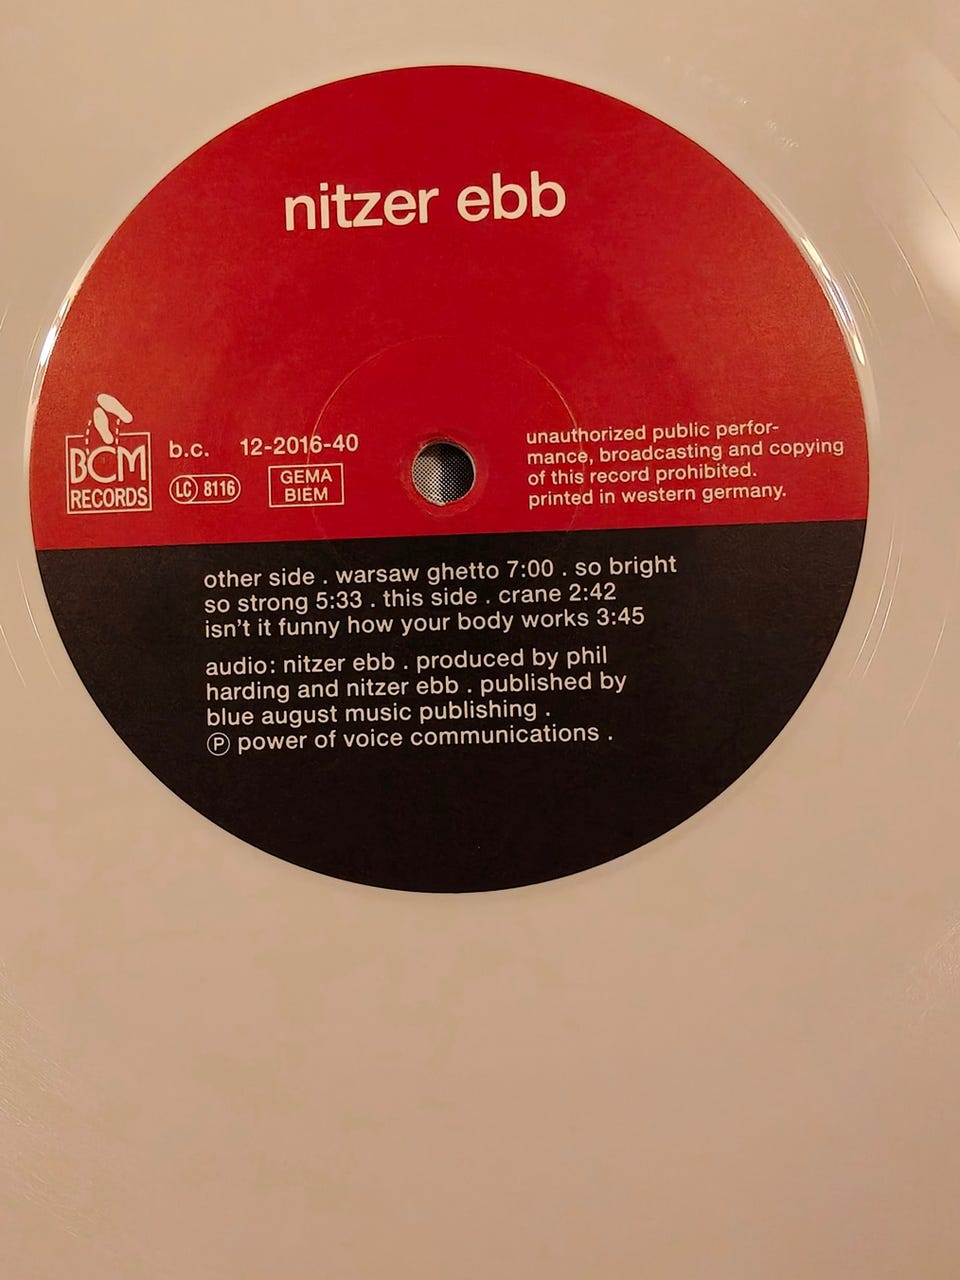 nitzer ebb
BCM
RECORDS
b.c. 12-2016-40
LC 8116
GEMA
BIEM
unauthorized public perfor-
mance, broadcasting and copying
of this record prohibited.
printed in western germany.
other side . warsaw ghetto 7:00 . so bright
so strong 5:33 . this side . crane 2:42
isn't it funny how your body works 3:45
audio: nitzer ebb . produced by phil
harding and nitzer ebb . published by
blue august music publishing .
Ⓟ power of voice communications .